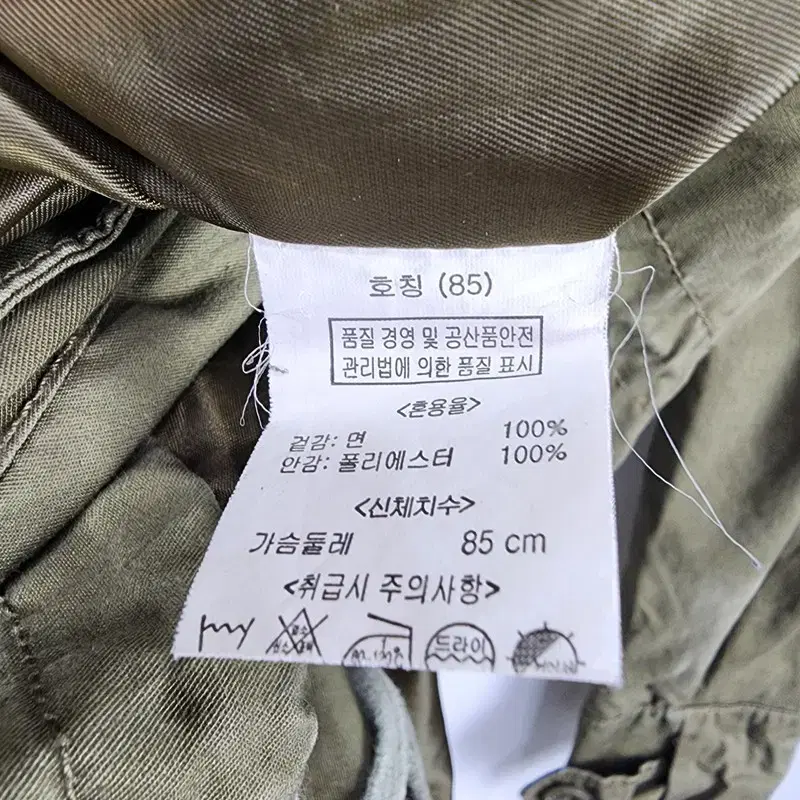 호칭 (85)
품질 경영 및 공산품안전
관리법에 의한 품질 표시
<혼용율>
겉감: 면 100%
안감: 폴리에스터 100%
<신체치수>
가슴둘레 85 cm
<취급시 주의사항>
드라이